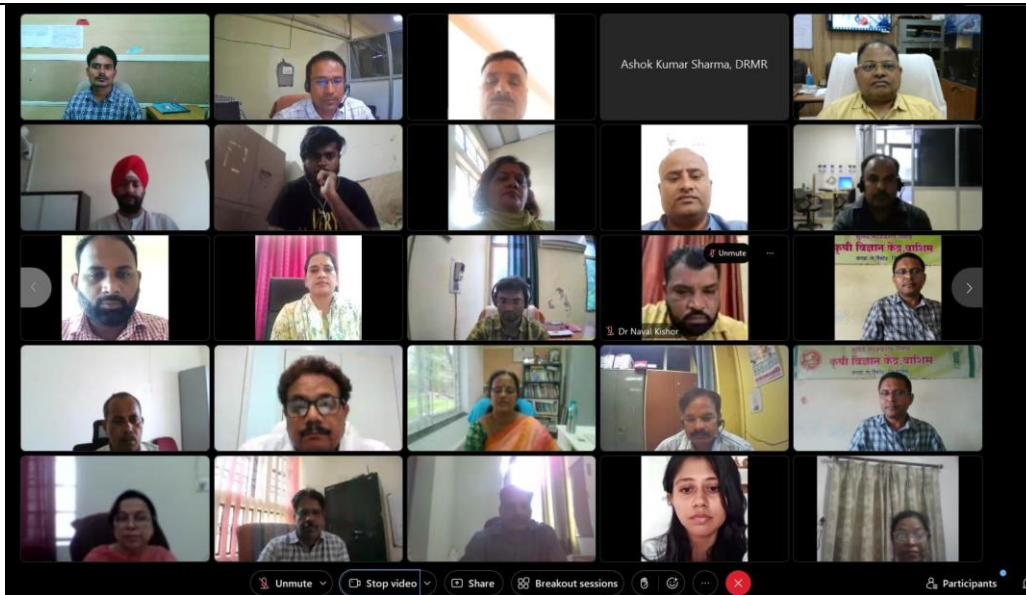 Ashok Kumar Sharma, DRMR
Unmute
Dr Naval Kishor
कृषी विज्ञान केंद्र, वाशिम
कृषी विज्ञान केंद्र, वाशिम
Unmute
Stop video
Share
Breakout sessions
Participants